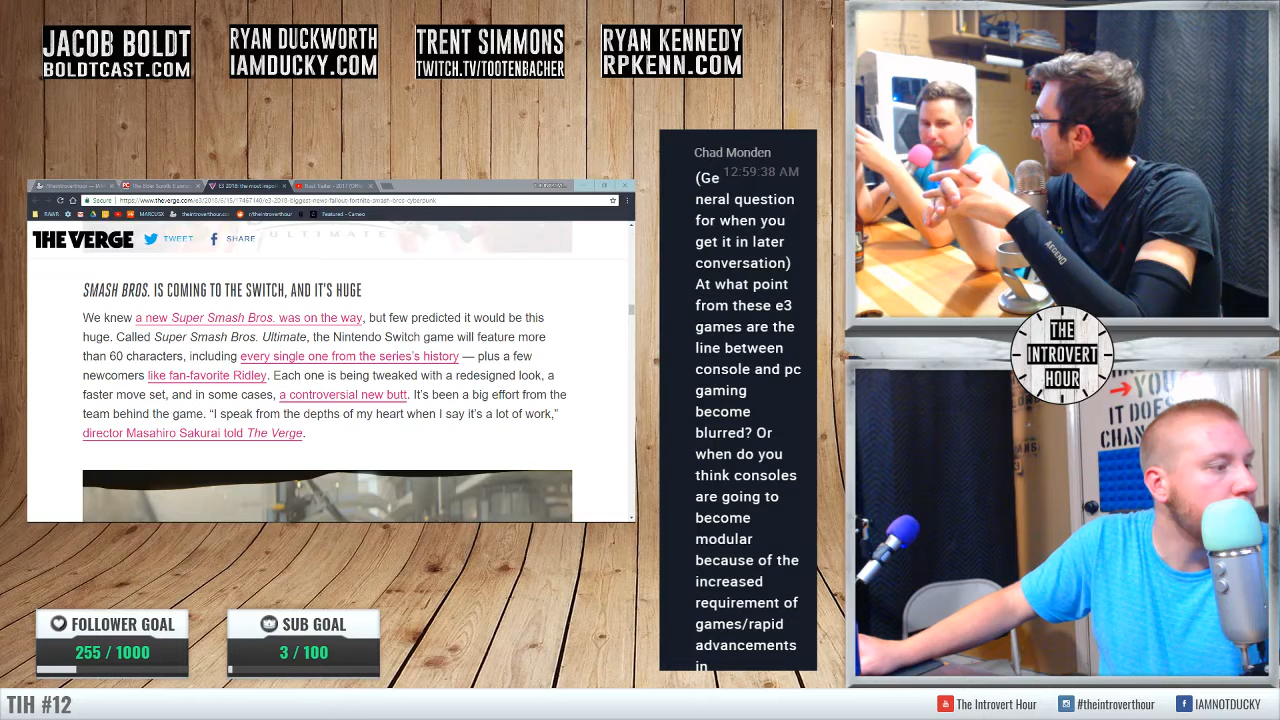 JACOB BOLDT
BOLDTCAST.COM
RYAN DUCKWORTH
IAMDUCKY.COM
TRENT SIMMONS
TWITCH.TV/TOOTENBACHER
RYAN KENNEDY
RPKENN.COM
Secure
THE VERGE
TWEET
SHARE
ULTIMATE
SMASH BROS. IS COMING TO THE SWITCH, AND IT'S HUGE
We knew a new Super Smash Bros. was on the way, but few predicted it would be this
huge. Called Super Smash Bros. Ultimate, the Nintendo Switch game will feature more
than 60 characters, including every single one from the series's history — plus a few
newcomers like fan-favorite Ridley. Each one is being tweaked with a redesigned look, a
faster move set, and in some cases, a controversial new butt. It's been a big effort from the
team behind the game. “I speak from the depths of my heart when I say it's a lot of work,”
director Masahiro Sakurai told The Verge.
Chad Monden
12:59:38 AM
(Ge
neral question
for when you
get it in later
conversation)
At what point
from these e3
games are the
line between
console and pc
gaming
become
blurred? Or
when do you
think consoles
are going to
become
modular
because of the
increased
requirement of
games/rapid
advancements
in
AEGEND
THE
INTROVERT
HOUR
YOU
IT DOES
CHAN
FOLLOWER GOAL
255 / 1000
SUB GOAL
3 / 100
TIH #12
The Introvert Hour
#theintroverthour
IAMNOTDUCKY